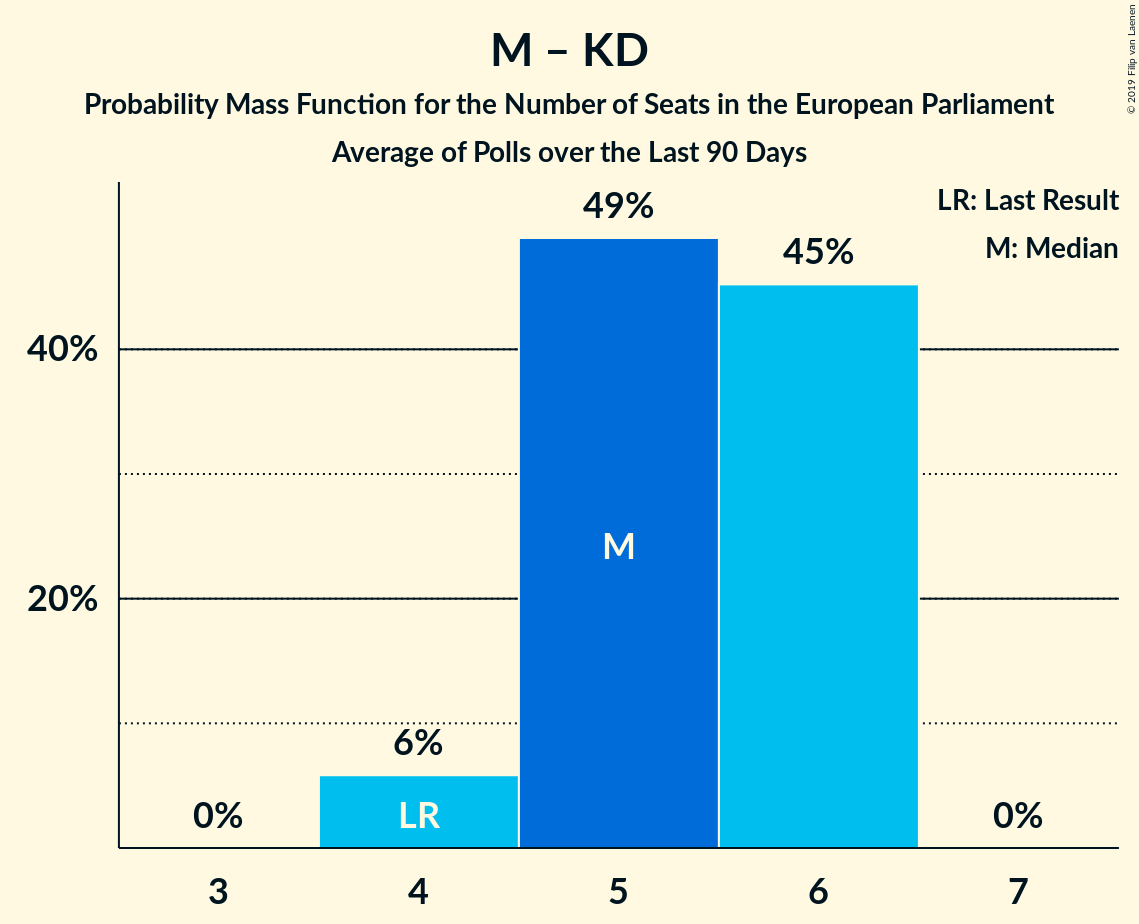 M – KD
Probability Mass Function for the Number of Seats in the European Parliament
Average of Polls over the Last 90 Days
© 2019 Filip van Laenen
LR: Last Result
M: Median
49%
45%
40%
M
20%
6%
LR
0%
0%
3
4
5
6
7